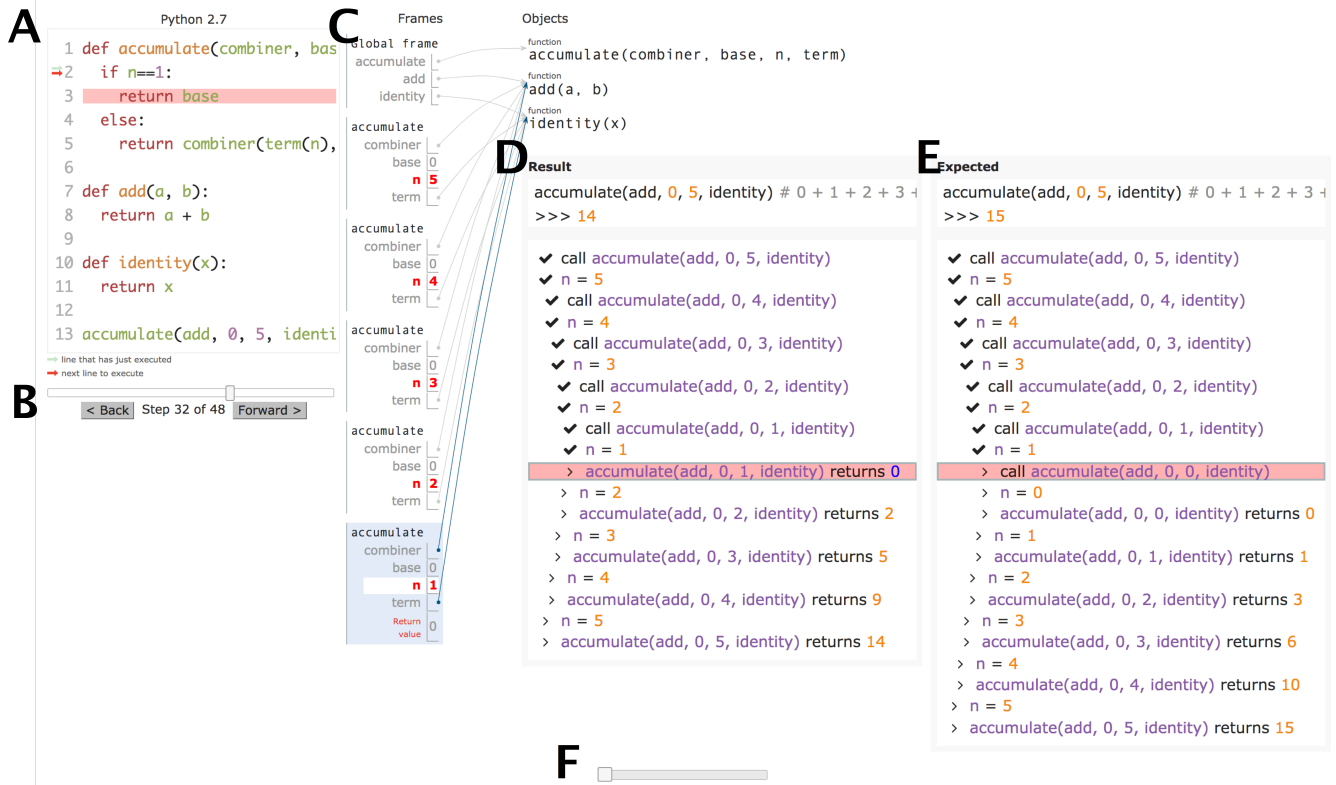 A
Python 2.7
1 def accumulate(combiner, bas
2 if n==1:
3 return base
4 else:
5 return combiner(term(n),
6
7 def add(a, b):
8 return a + b
9
10 def identity(x):
11 return x
12
13 accumulate(add, 0, 5, identi
line that has just executed
next line to execute
B
< Back Step 32 of 48 Forward >
C
Frames
Objects
Global frame
accumulate
add
identity
function
accumulate(combiner, base, n, term)
function
add(a, b)
function
identity(x)
accumulate
combiner
base 0
n 5
term
accumulate
combiner
base 0
n 4
term
accumulate
combiner
base 0
n 3
term
accumulate
combiner
base 0
n 2
term
accumulate
combiner
base 0
n 1
term
Return
value 0
D
Result
accumulate(add, 0, 5, identity) # 0 + 1 + 2 + 3 +
>>> 14
call accumulate(add, 0, 5, identity)
n = 5
call accumulate(add, 0, 4, identity)
n = 4
call accumulate(add, 0, 3, identity)
n = 3
call accumulate(add, 0, 2, identity)
n = 2
call accumulate(add, 0, 1, identity)
n = 1
> accumulate(add, 0, 1, identity) returns 0
> n = 2
> accumulate(add, 0, 2, identity) returns 2
> n = 3
> accumulate(add, 0, 3, identity) returns 5
> n = 4
> accumulate(add, 0, 4, identity) returns 9
> n = 5
> accumulate(add, 0, 5, identity) returns 14
E
Expected
accumulate(add, 0, 5, identity) # 0 + 1 + 2 + 3 +
>>> 15
call accumulate(add, 0, 5, identity)
n = 5
call accumulate(add, 0, 4, identity)
n = 4
call accumulate(add, 0, 3, identity)
n = 3
call accumulate(add, 0, 2, identity)
n = 2
call accumulate(add, 0, 1, identity)
n = 1
> call accumulate(add, 0, 0, identity)
> n = 0
> accumulate(add, 0, 0, identity) returns 0
> n = 1
> accumulate(add, 0, 1, identity) returns 1
> n = 2
> accumulate(add, 0, 2, identity) returns 3
> n = 3
> accumulate(add, 0, 3, identity) returns 6
> n = 4
> accumulate(add, 0, 4, identity) returns 10
> n = 5
> accumulate(add, 0, 5, identity) returns 15
F